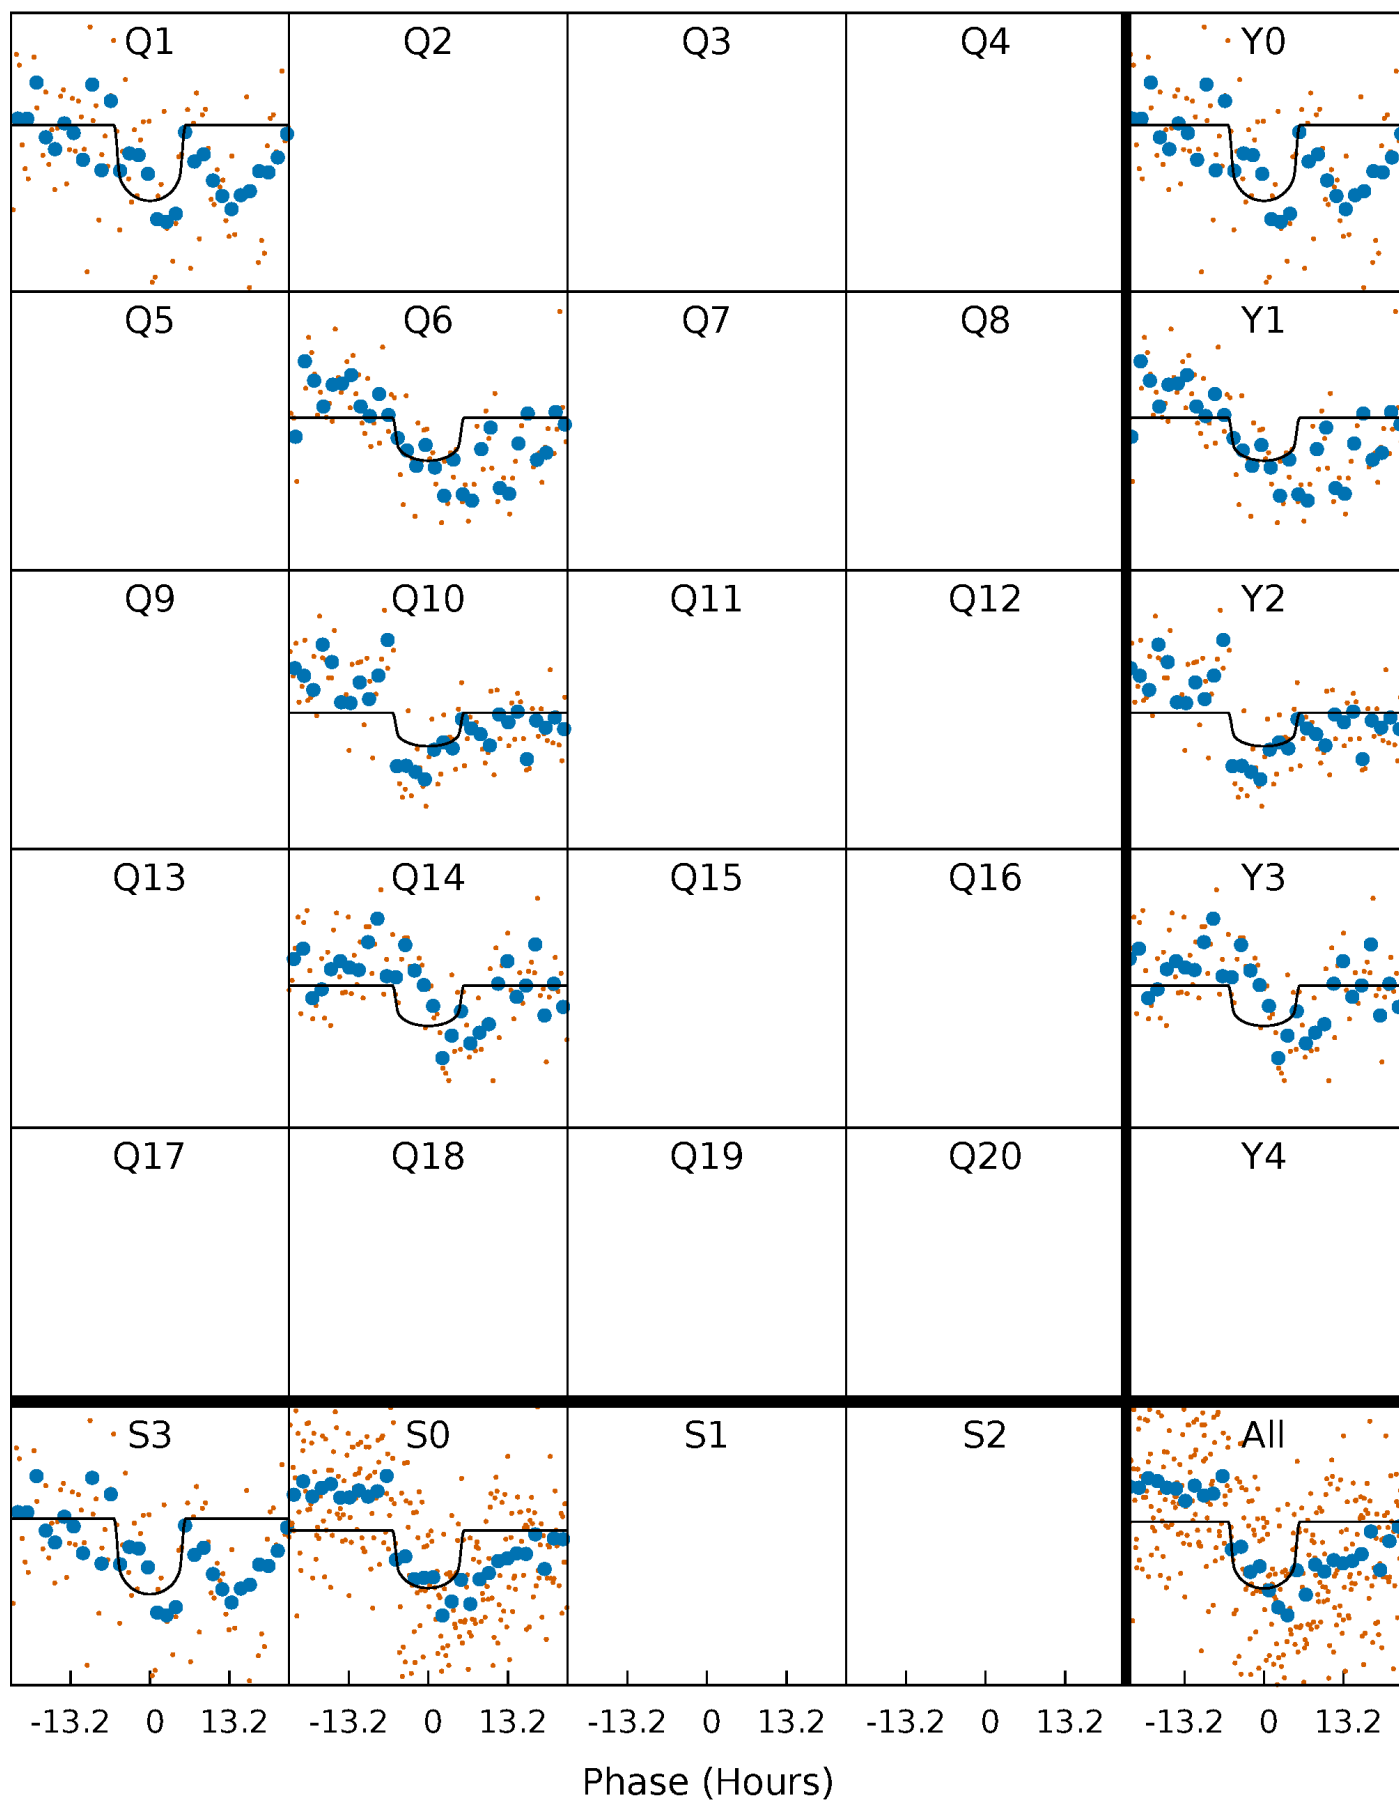 Q1 Q2 Q3 Q4 Y0
Q5 Q6 Q7 Q8 Y1
Q9 Q10 Q11 Q12 Y2
Q13 Q14 Q15 Q16 Y3
Q17 Q18 Q19 Q20 Y4
S3 S0 S1 S2 All
-13.2 0 13.2 -13.2 0 13.2 -13.2 0 13.2 -13.2 0 13.2 -13.2 0 13.2
Phase (Hours)